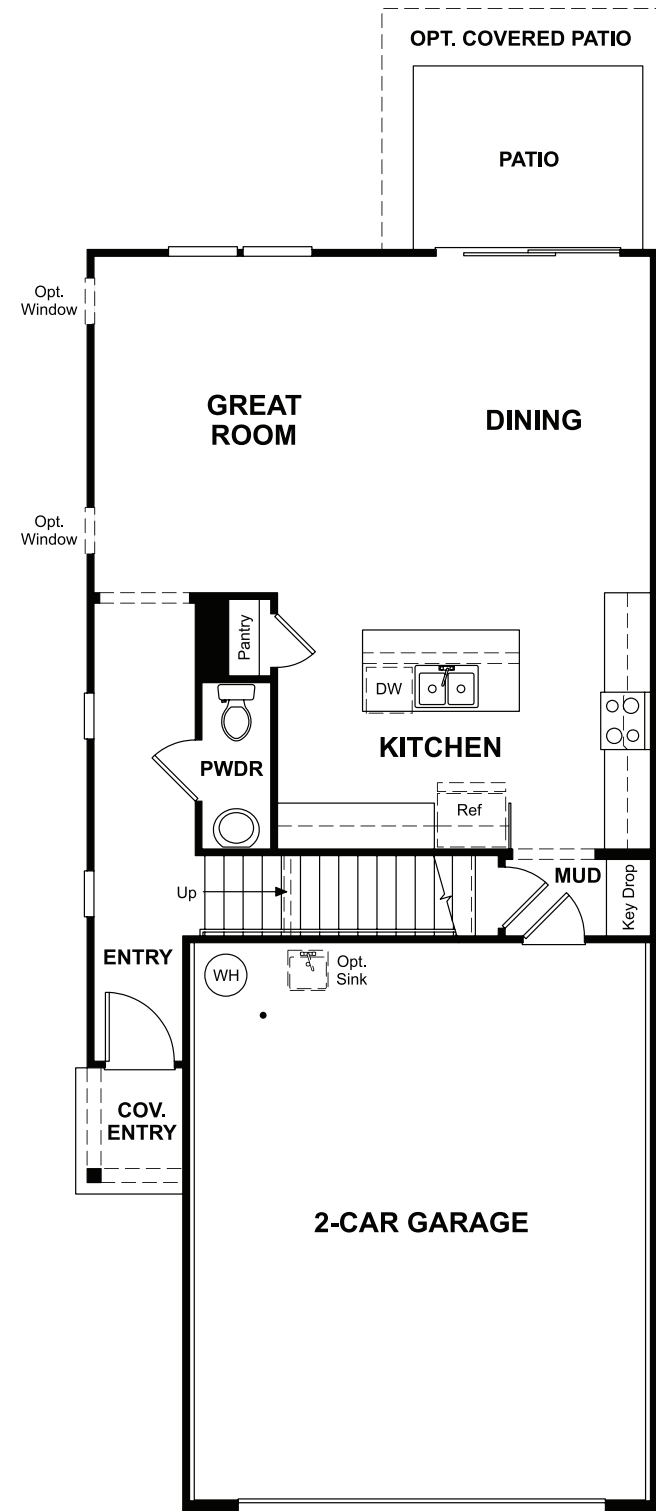 OPT. COVERED PATIO
PATIO
Opt.
Window
GREAT
ROOM
DINING
Opt.
Window
Pantry
DW
KITCHEN
PWDR
Ref
MUD
Key Drop
Up
ENTRY
WH
Opt.
Sink
COV.
ENTRY
2-CAR GARAGE